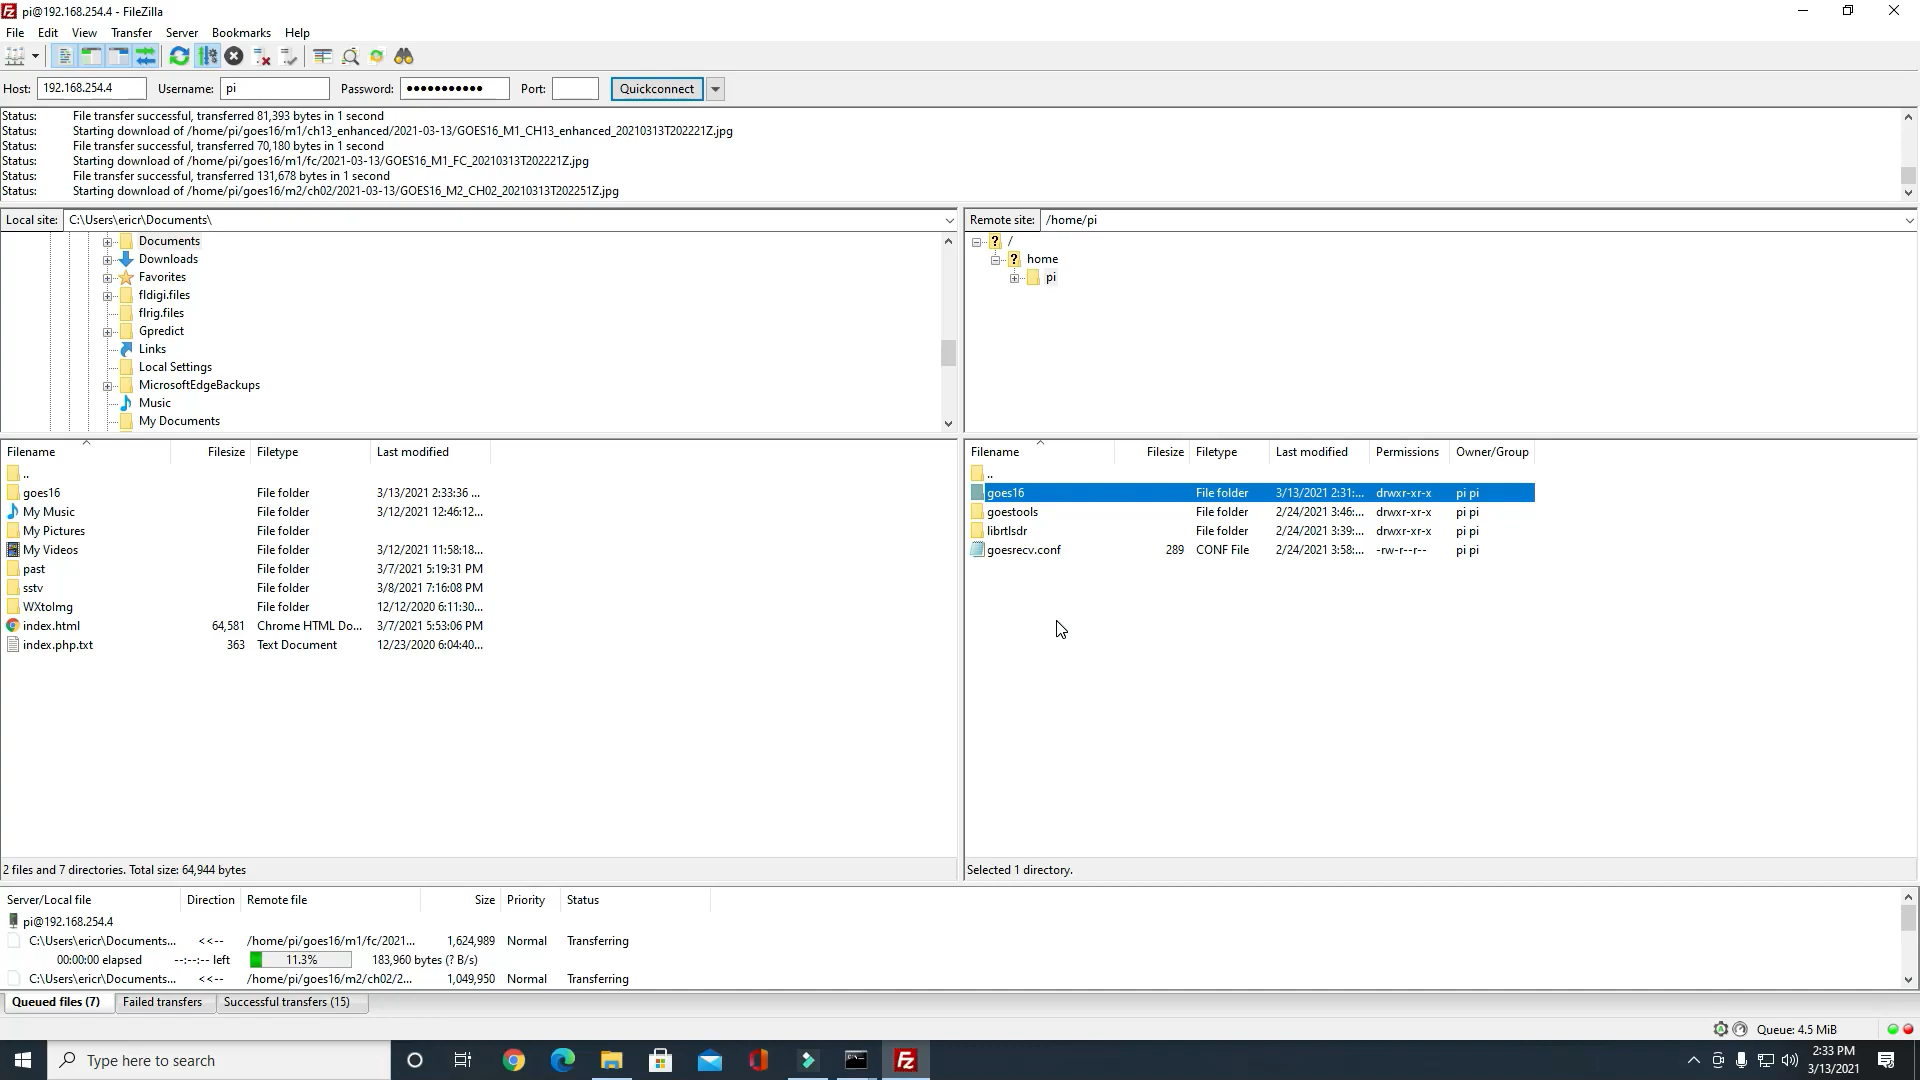 pi@192.168.254.4 - FileZilla
File Edit View Transfer Server Bookmarks Help
Host: 192.168.254.4 Username: pi Password: ●●●●●●●●●●● Port: Quickconnect
Status: File transfer successful, transferred 81,393 bytes in 1 second
Status: Starting download of /home/pi/goes16/m1/ch13_enhanced/2021-03-13/GOES16_M1_CH13_enhanced_20210313T202221Z.jpg
Status: File transfer successful, transferred 70,180 bytes in 1 second
Status: Starting download of /home/pi/goes16/m1/fc/2021-03-13/GOES16_M1_FC_20210313T202221Z.jpg
Status: File transfer successful, transferred 131,678 bytes in 1 second
Status: Starting download of /home/pi/goes16/m2/ch02/2021-03-13/GOES16_M2_CH02_20210313T202251Z.jpg
Local site: C:\Users\ericr\Documents\
Documents
Downloads
Favorites
fldigi.files
flrig.files
Gpredict
Links
Local Settings
MicrosoftEdgeBackups
Music
My Documents
Remote site: /home/pi
? /
? home
pi
Filename Filesize Filetype Last modified
..
goes16 File folder 3/13/2021 2:33:36 ...
My Music File folder 3/12/2021 12:46:12...
My Pictures File folder
My Videos File folder 3/12/2021 11:58:18...
past File folder 3/7/2021 5:19:31 PM
sstv File folder 3/8/2021 7:16:08 PM
WXtoImg File folder 12/12/2020 6:11:30...
index.html 64,581 Chrome HTML Do... 3/7/2021 5:53:06 PM
index.php.txt 363 Text Document 12/23/2020 6:04:40...
2 files and 7 directories. Total size: 64,944 bytes
Filename Filesize Filetype Last modified Permissions Owner/Group
..
goes16 File folder 3/13/2021 2:31:... drwxr-xr-x pi pi
goestools File folder 2/24/2021 3:46:... drwxr-xr-x pi pi
librtlsdr File folder 2/24/2021 3:39:... drwxr-xr-x pi pi
goesrecv.conf 289 CONF File 2/24/2021 3:58:... -rw-r--r-- pi pi
Selected 1 directory.
Server/Local file Direction Remote file Size Priority Status
pi@192.168.254.4
C:\Users\ericr\Documents... <<-- /home/pi/goes16/m1/fc/2021... 1,624,989 Normal Transferring
00:00:00 elapsed --:--:-- left 11.3% 183,960 bytes (? B/s)
C:\Users\ericr\Documents... <<-- /home/pi/goes16/m2/ch02/2... 1,049,950 Normal Transferring
Queued files (7) Failed transfers Successful transfers (15)
Queue: 4.5 MiB
Type here to search
2:33 PM
3/13/2021